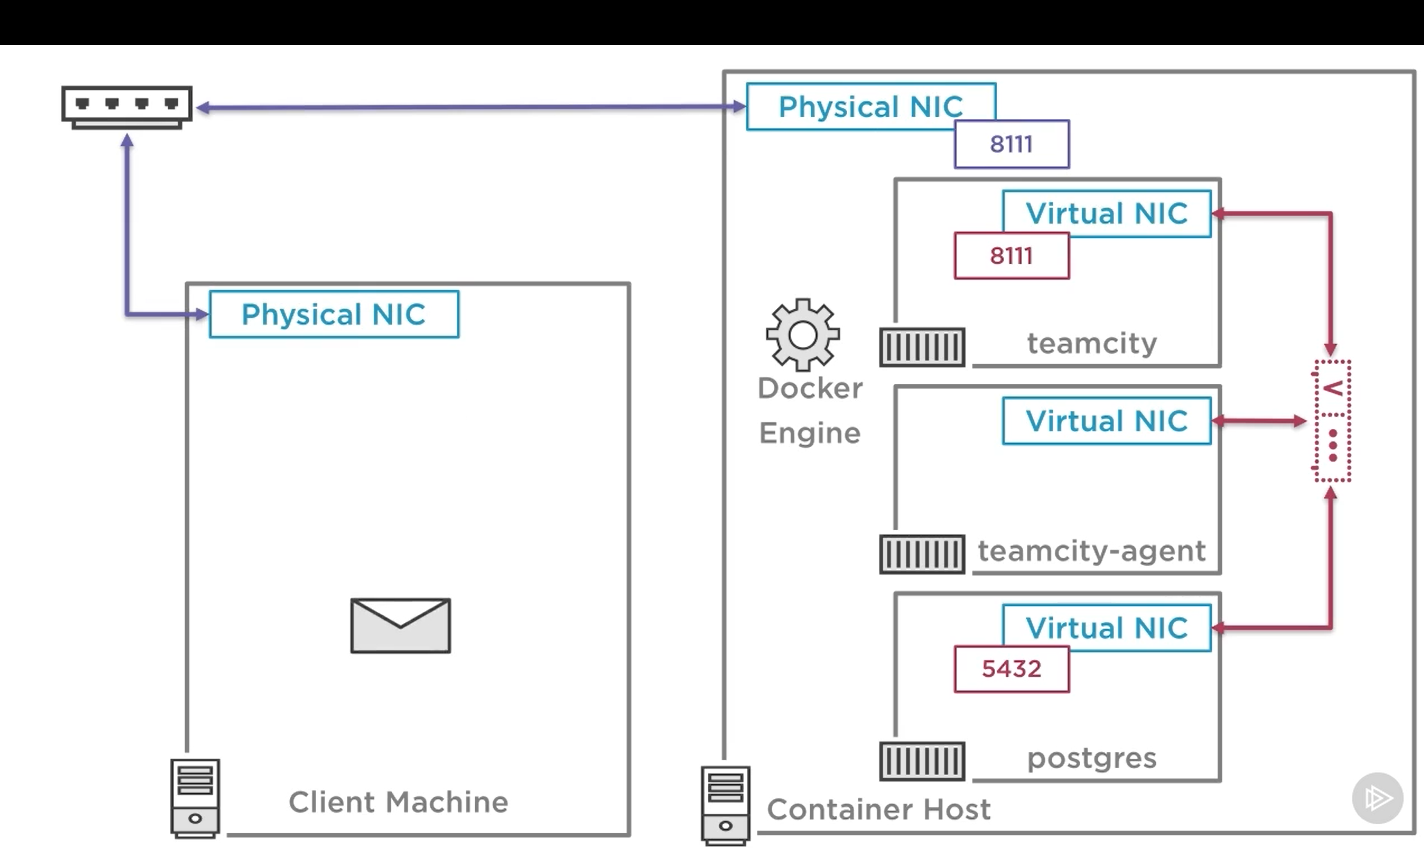 Physical NIC
8111
Virtual NIC
8111
teamcity
Docker
Engine
Virtual NIC
teamcity-agent
Virtual NIC
5432
postgres
Container Host
Physical NIC
Client Machine